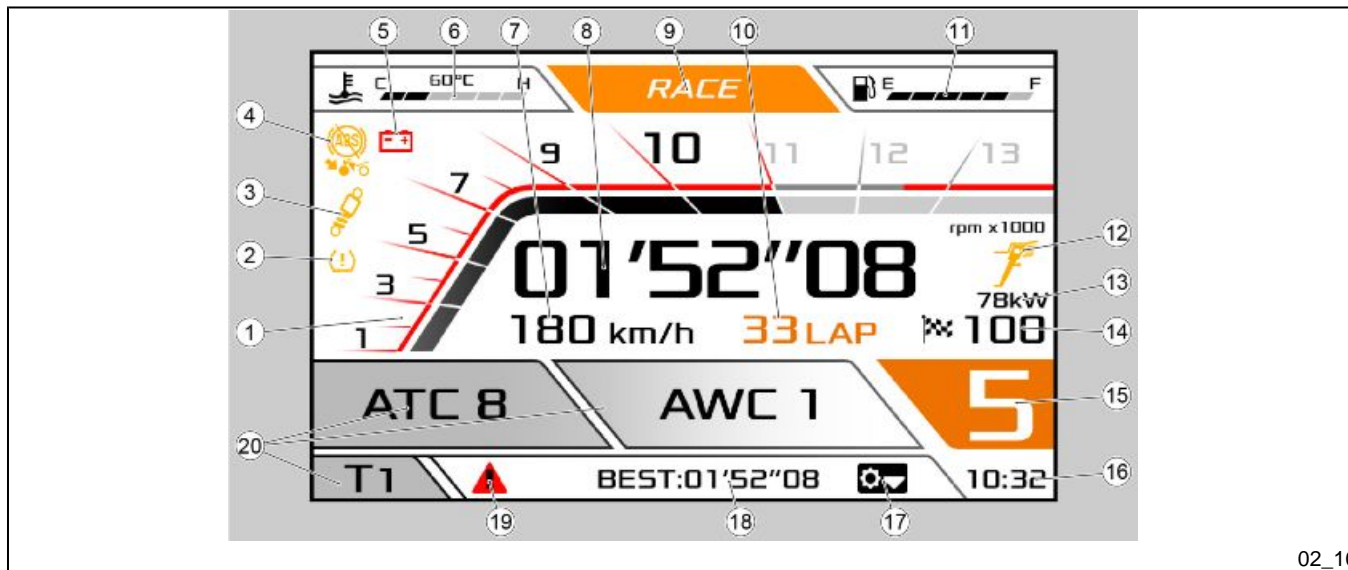 5 6 7 8 9 10 11
C 60°C H RACE E F
4 ABS - +
9 10 11 12 13
3 7
5 rpm x1000
2 ! 01'52''08 12
3 78kW 13
1 1 180 km/h 33 LAP 108 14
ATC 8 AWC 1 5 15
20
T1 ! BEST:01'52''08 10:32 16
19 18 17